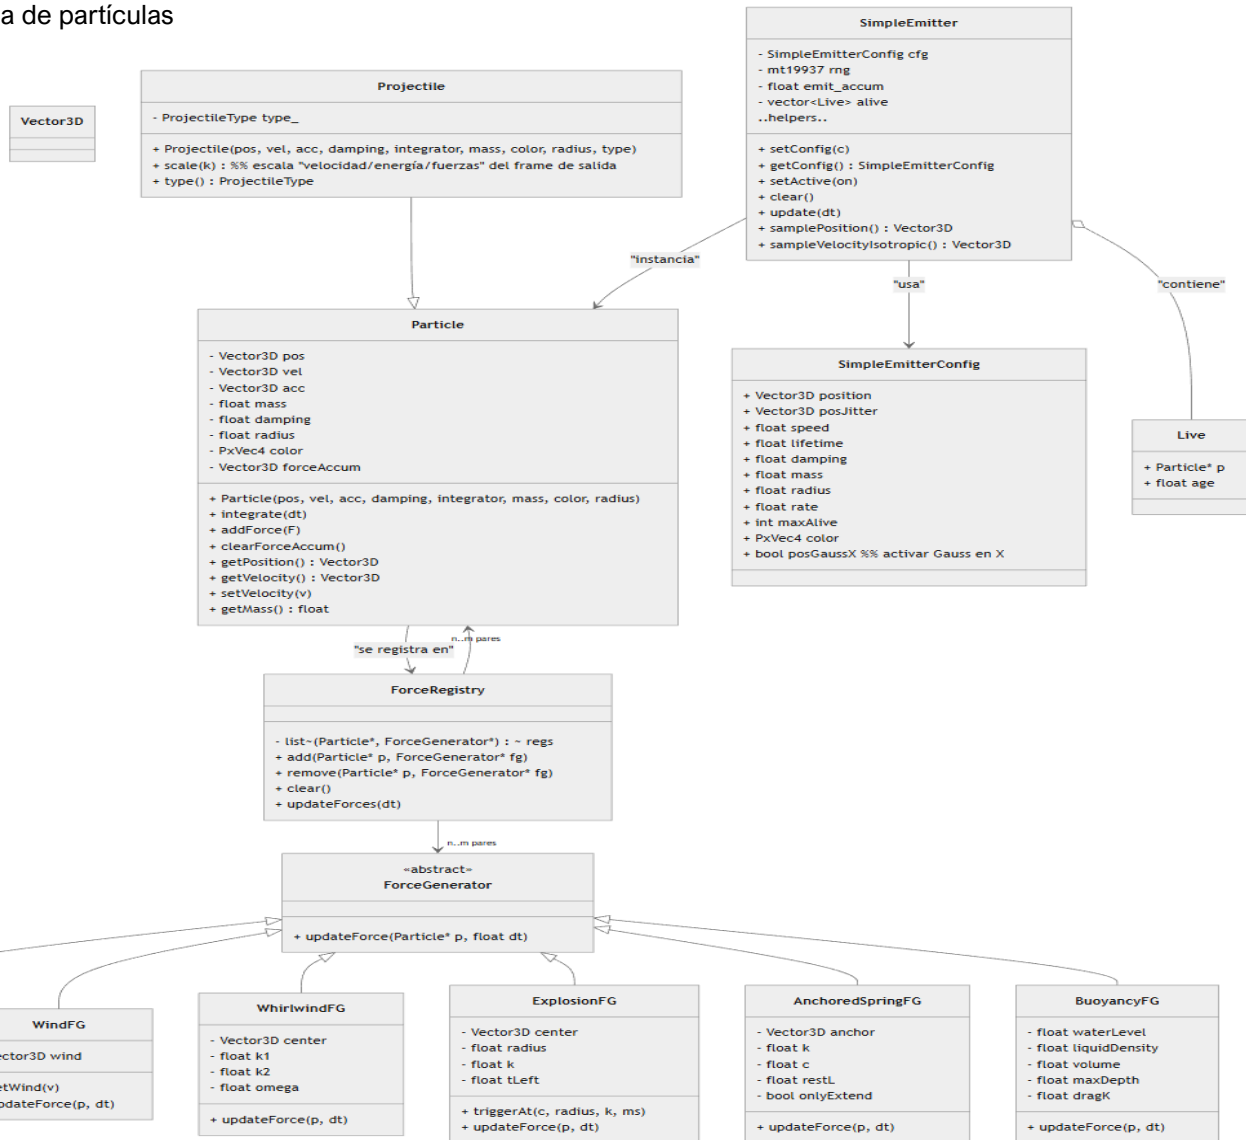 a de partículas
Vector3D
Projectile
- ProjectileType type_
+ Projectile(pos, vel, acc, damping, integrator, mass, color, radius, type)
+ scale(k) : %% escala "velocidad/energía/fuerzas" del frame de salida
+ type() : ProjectileType
SimpleEmitter
- SimpleEmitterConfig cfg
- mt19937 rng
- float emit_accum
- vector<Live> alive
..helpers..
+ setConfig(c)
+ getConfig() : SimpleEmitterConfig
+ setActive(on)
+ clear()
+ update(dt)
+ samplePosition() : Vector3D
+ sampleVelocityIsotropic() : Vector3D
"instancia"
"usa"
"contiene"
Particle
- Vector3D pos
- Vector3D vel
- Vector3D acc
- float mass
- float damping
- float radius
- PxVec4 color
- Vector3D forceAccum
+ Particle(pos, vel, acc, damping, integrator, mass, color, radius)
+ integrate(dt)
+ addForce(F)
+ clearForceAccum()
+ getPosition() : Vector3D
+ getVelocity() : Vector3D
+ setVelocity(v)
+ getMass() : float
SimpleEmitterConfig
+ Vector3D position
+ Vector3D posJitter
+ float speed
+ float lifetime
+ float damping
+ float mass
+ float radius
+ float rate
+ int maxAlive
+ PxVec4 color
+ bool posGaussX %% activar Gauss en X
Live
+ Particle* p
+ float age
"se registra en"
n..m pares
ForceRegistry
- list~(Particle*, ForceGenerator*) : ~ regs
+ add(Particle* p, ForceGenerator* fg)
+ remove(Particle* p, ForceGenerator* fg)
+ clear()
+ updateForces(dt)
n..m pares
«abstract»
ForceGenerator
+ updateForce(Particle* p, float dt)
WindFG
ector3D wind
etWind(v)
pdateForce(p, dt)
WhirlwindFG
- Vector3D center
- float k1
- float k2
- float omega
+ updateForce(p, dt)
ExplosionFG
- Vector3D center
- float radius
- float k
- float tLeft
+ triggerAt(c, radius, k, ms)
+ updateForce(p, dt)
AnchoredSpringFG
- Vector3D anchor
- float k
- float c
- float restL
- bool onlyExtend
+ updateForce(p, dt)
BuoyancyFG
- float waterLevel
- float liquidDensity
- float volume
- float maxDepth
- float dragK
+ updateForce(p, dt)